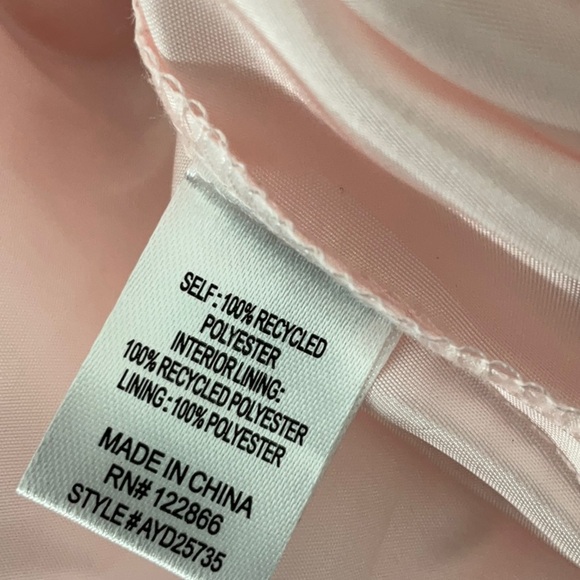 SELF: 100% RECYCLED
POLYESTER
INTERIOR LINING:
100% RECYCLED POLYESTER
LINING: 100% POLYESTER
MADE IN CHINA
RN# 122866
STYLE #AYD25735